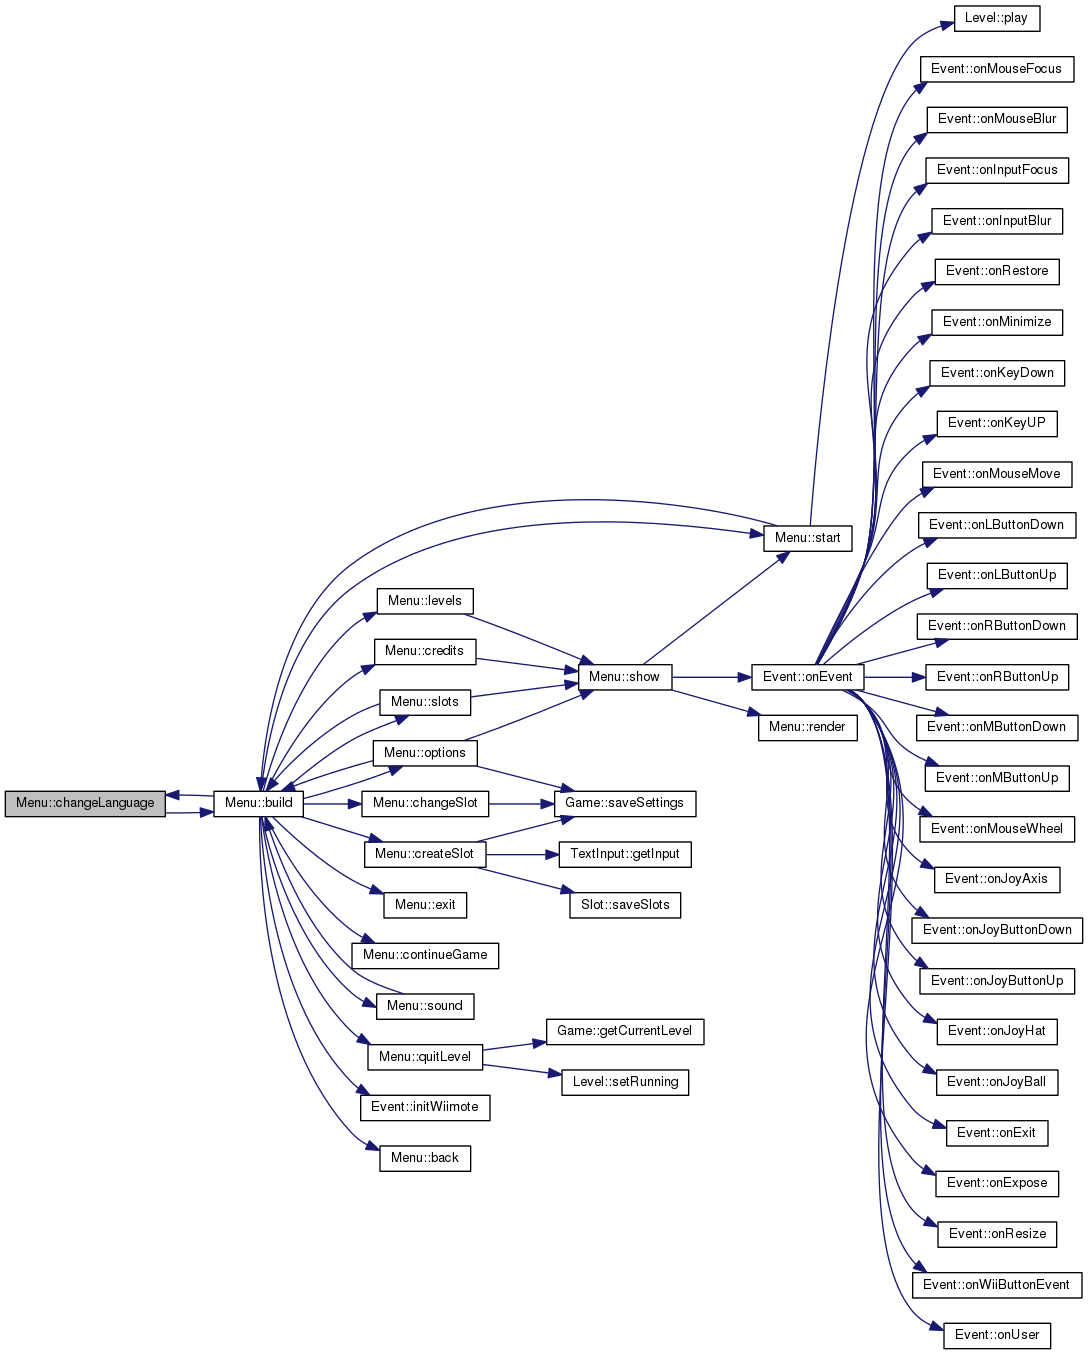 Level::play
Event::onMouseFocus
Event::onMouseBlur
Event::onInputFocus
Event::onInputBlur
Event::onRestore
Event::onMinimize
Event::onKeyDown
Event::onKeyUP
Event::onMouseMove
Event::onLButtonDown
Menu::start
Event::onLButtonUp
Menu::levels
Event::onRButtonDown
Menu::credits
Menu::show
Event::onEvent
Event::onRButtonUp
Menu::slots
Menu::render
Event::onMButtonDown
Menu::options
Event::onMButtonUp
Menu::changeLanguage
Menu::build
Menu::changeSlot
Game::saveSettings
Event::onMouseWheel
Menu::createSlot
TextInput::getInput
Event::onJoyAxis
Menu::exit
Slot::saveSlots
Event::onJoyButtonDown
Menu::continueGame
Event::onJoyButtonUp
Menu::sound
Game::getCurrentLevel
Event::onJoyHat
Menu::quitLevel
Level::setRunning
Event::onJoyBall
Event::initWiimote
Event::onExit
Menu::back
Event::onExpose
Event::onResize
Event::onWiiButtonEvent
Event::onUser